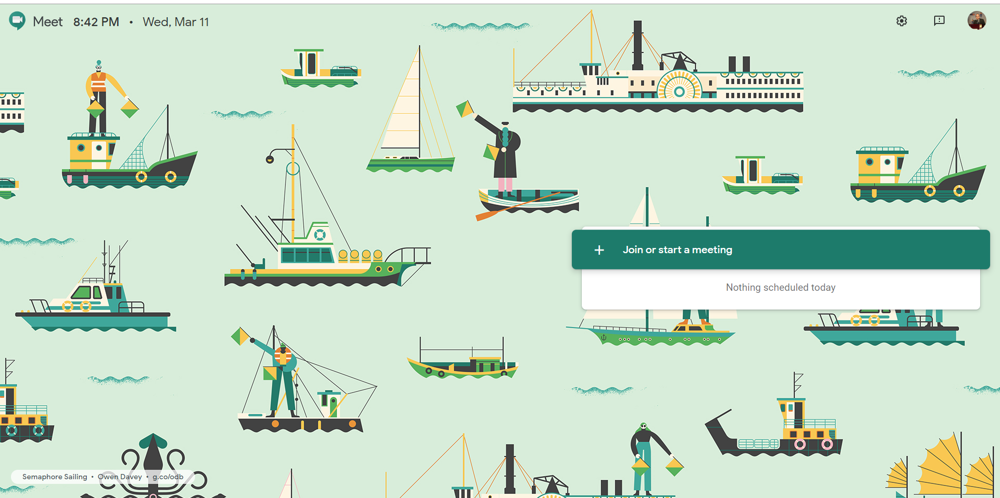 Meet 8:42 PM • Wed, Mar 11
Join or start a meeting
Nothing scheduled today
Semaphore Sailing • Owen Davey • g.co/odb